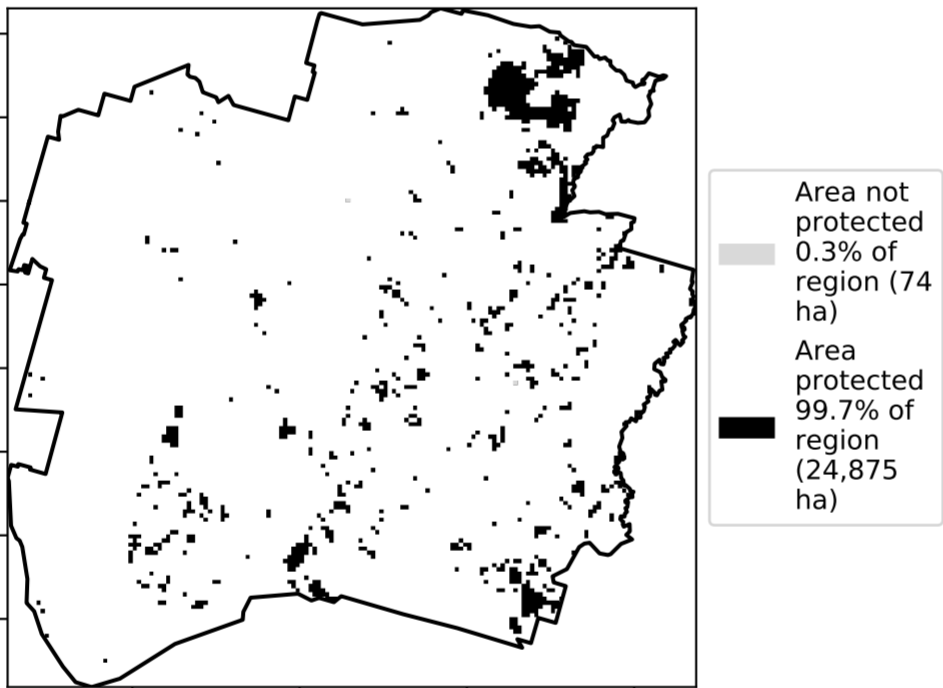 Area not
protected
0.3% of
region (74
ha)
Area
protected
99.7% of
region
(24,875
ha)